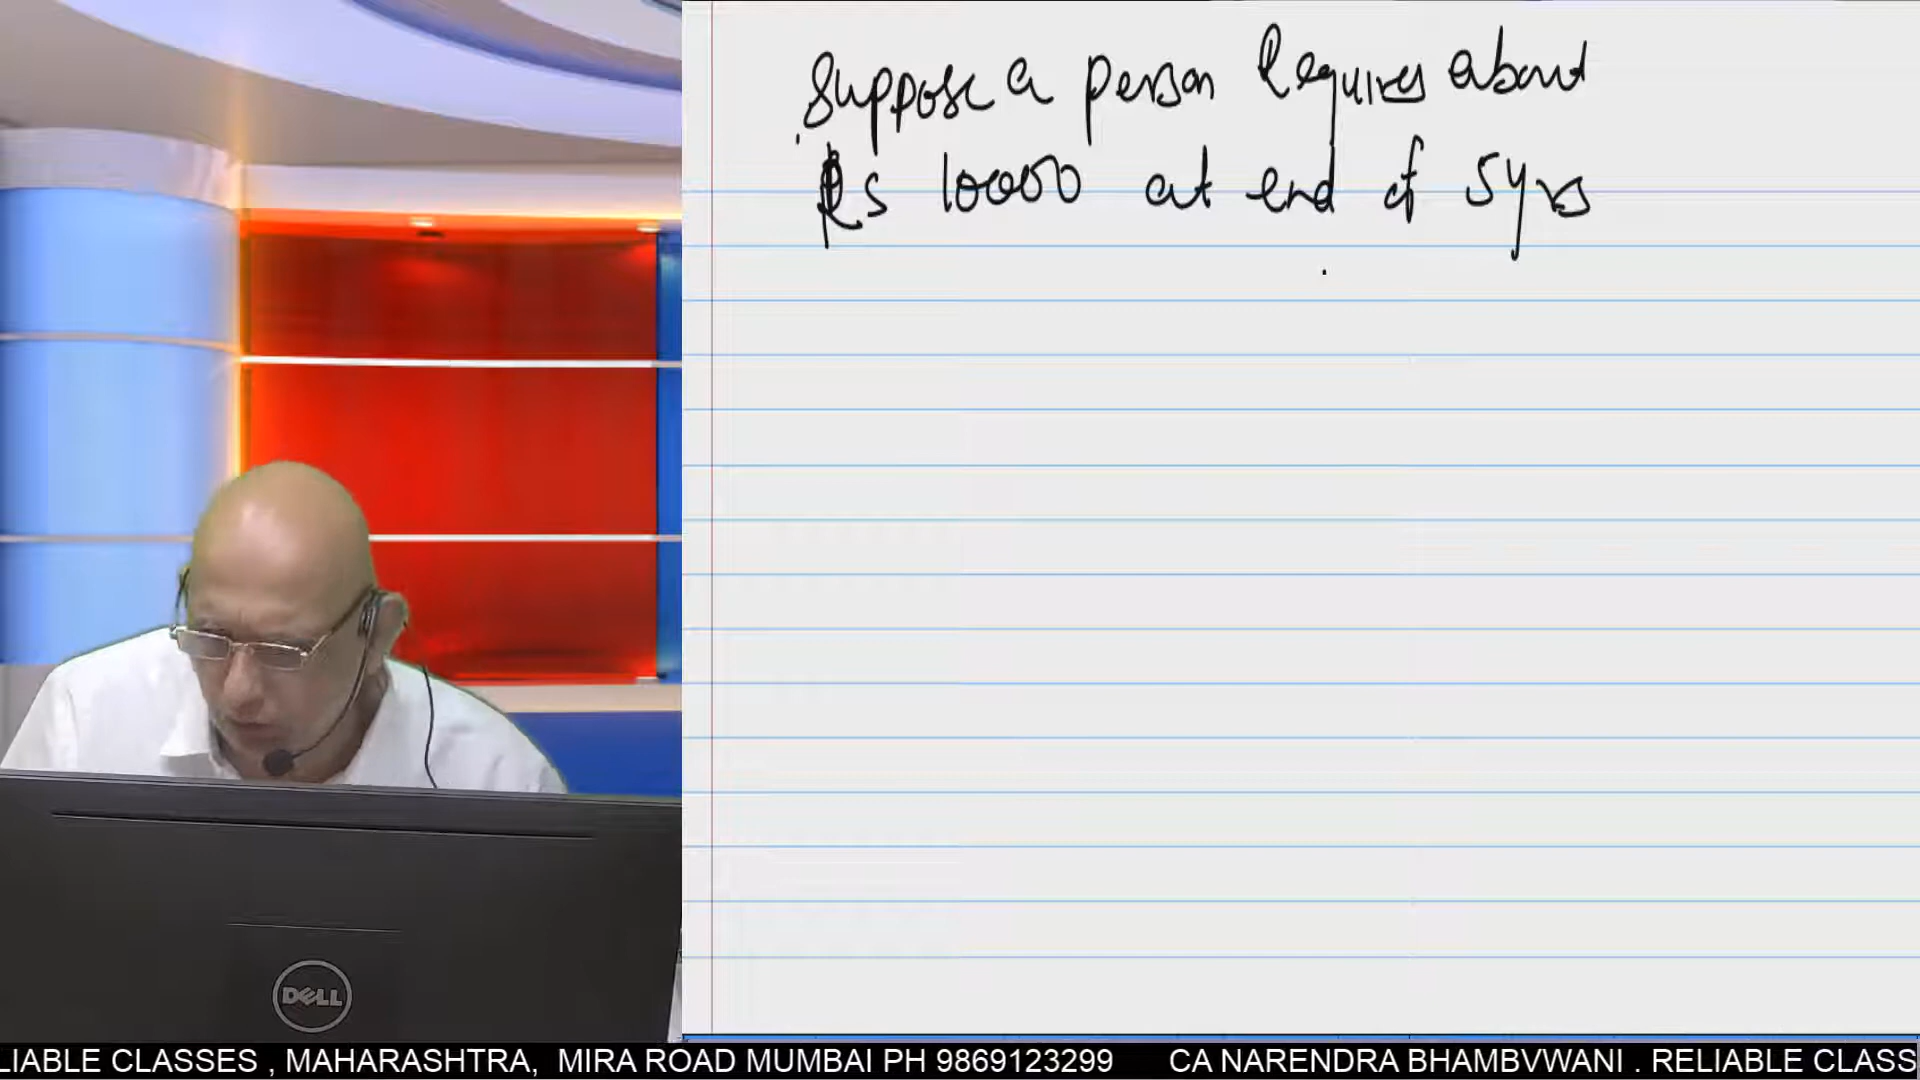 Suppose a person requires about
Rs 10000 at end of 5yrs
DELL
LIABLE CLASSES , MAHARASHTRA, MIRA ROAD MUMBAI PH 9869123299 CA NARENDRA BHAMBVWANI . RELIABLE CLASS